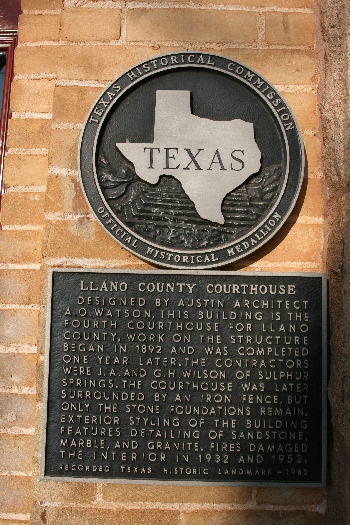 TEXAS HISTORICAL COMMISSION
TEXAS
OFFICIAL HISTORICAL MEDALLION
LLANO COUNTY COURTHOUSE
DESIGNED BY AUSTIN ARCHITECT
A.O. WATSON, THIS BUILDING IS THE
FOURTH COURTHOUSE FOR LLANO
COUNTY. WORK ON THE STRUCTURE
BEGAN IN 1892 AND WAS COMPLETED
ONE YEAR LATER. THE CONTRACTORS
WERE J.A. AND G.H. WILSON OF SULPHUR
SPRINGS. THE COURTHOUSE WAS LATER
SURROUNDED BY AN IRON FENCE, BUT
ONLY THE STONE FOUNDATIONS REMAIN.
EXTERIOR STYLING OF THE BUILDING
FEATURES DETAILING OF SANDSTONE,
MARBLE, AND GRANITE. FIRES DAMAGED
THE INTERIOR IN 1932 AND 1952.
RECORDED TEXAS HISTORIC LANDMARK - 1980